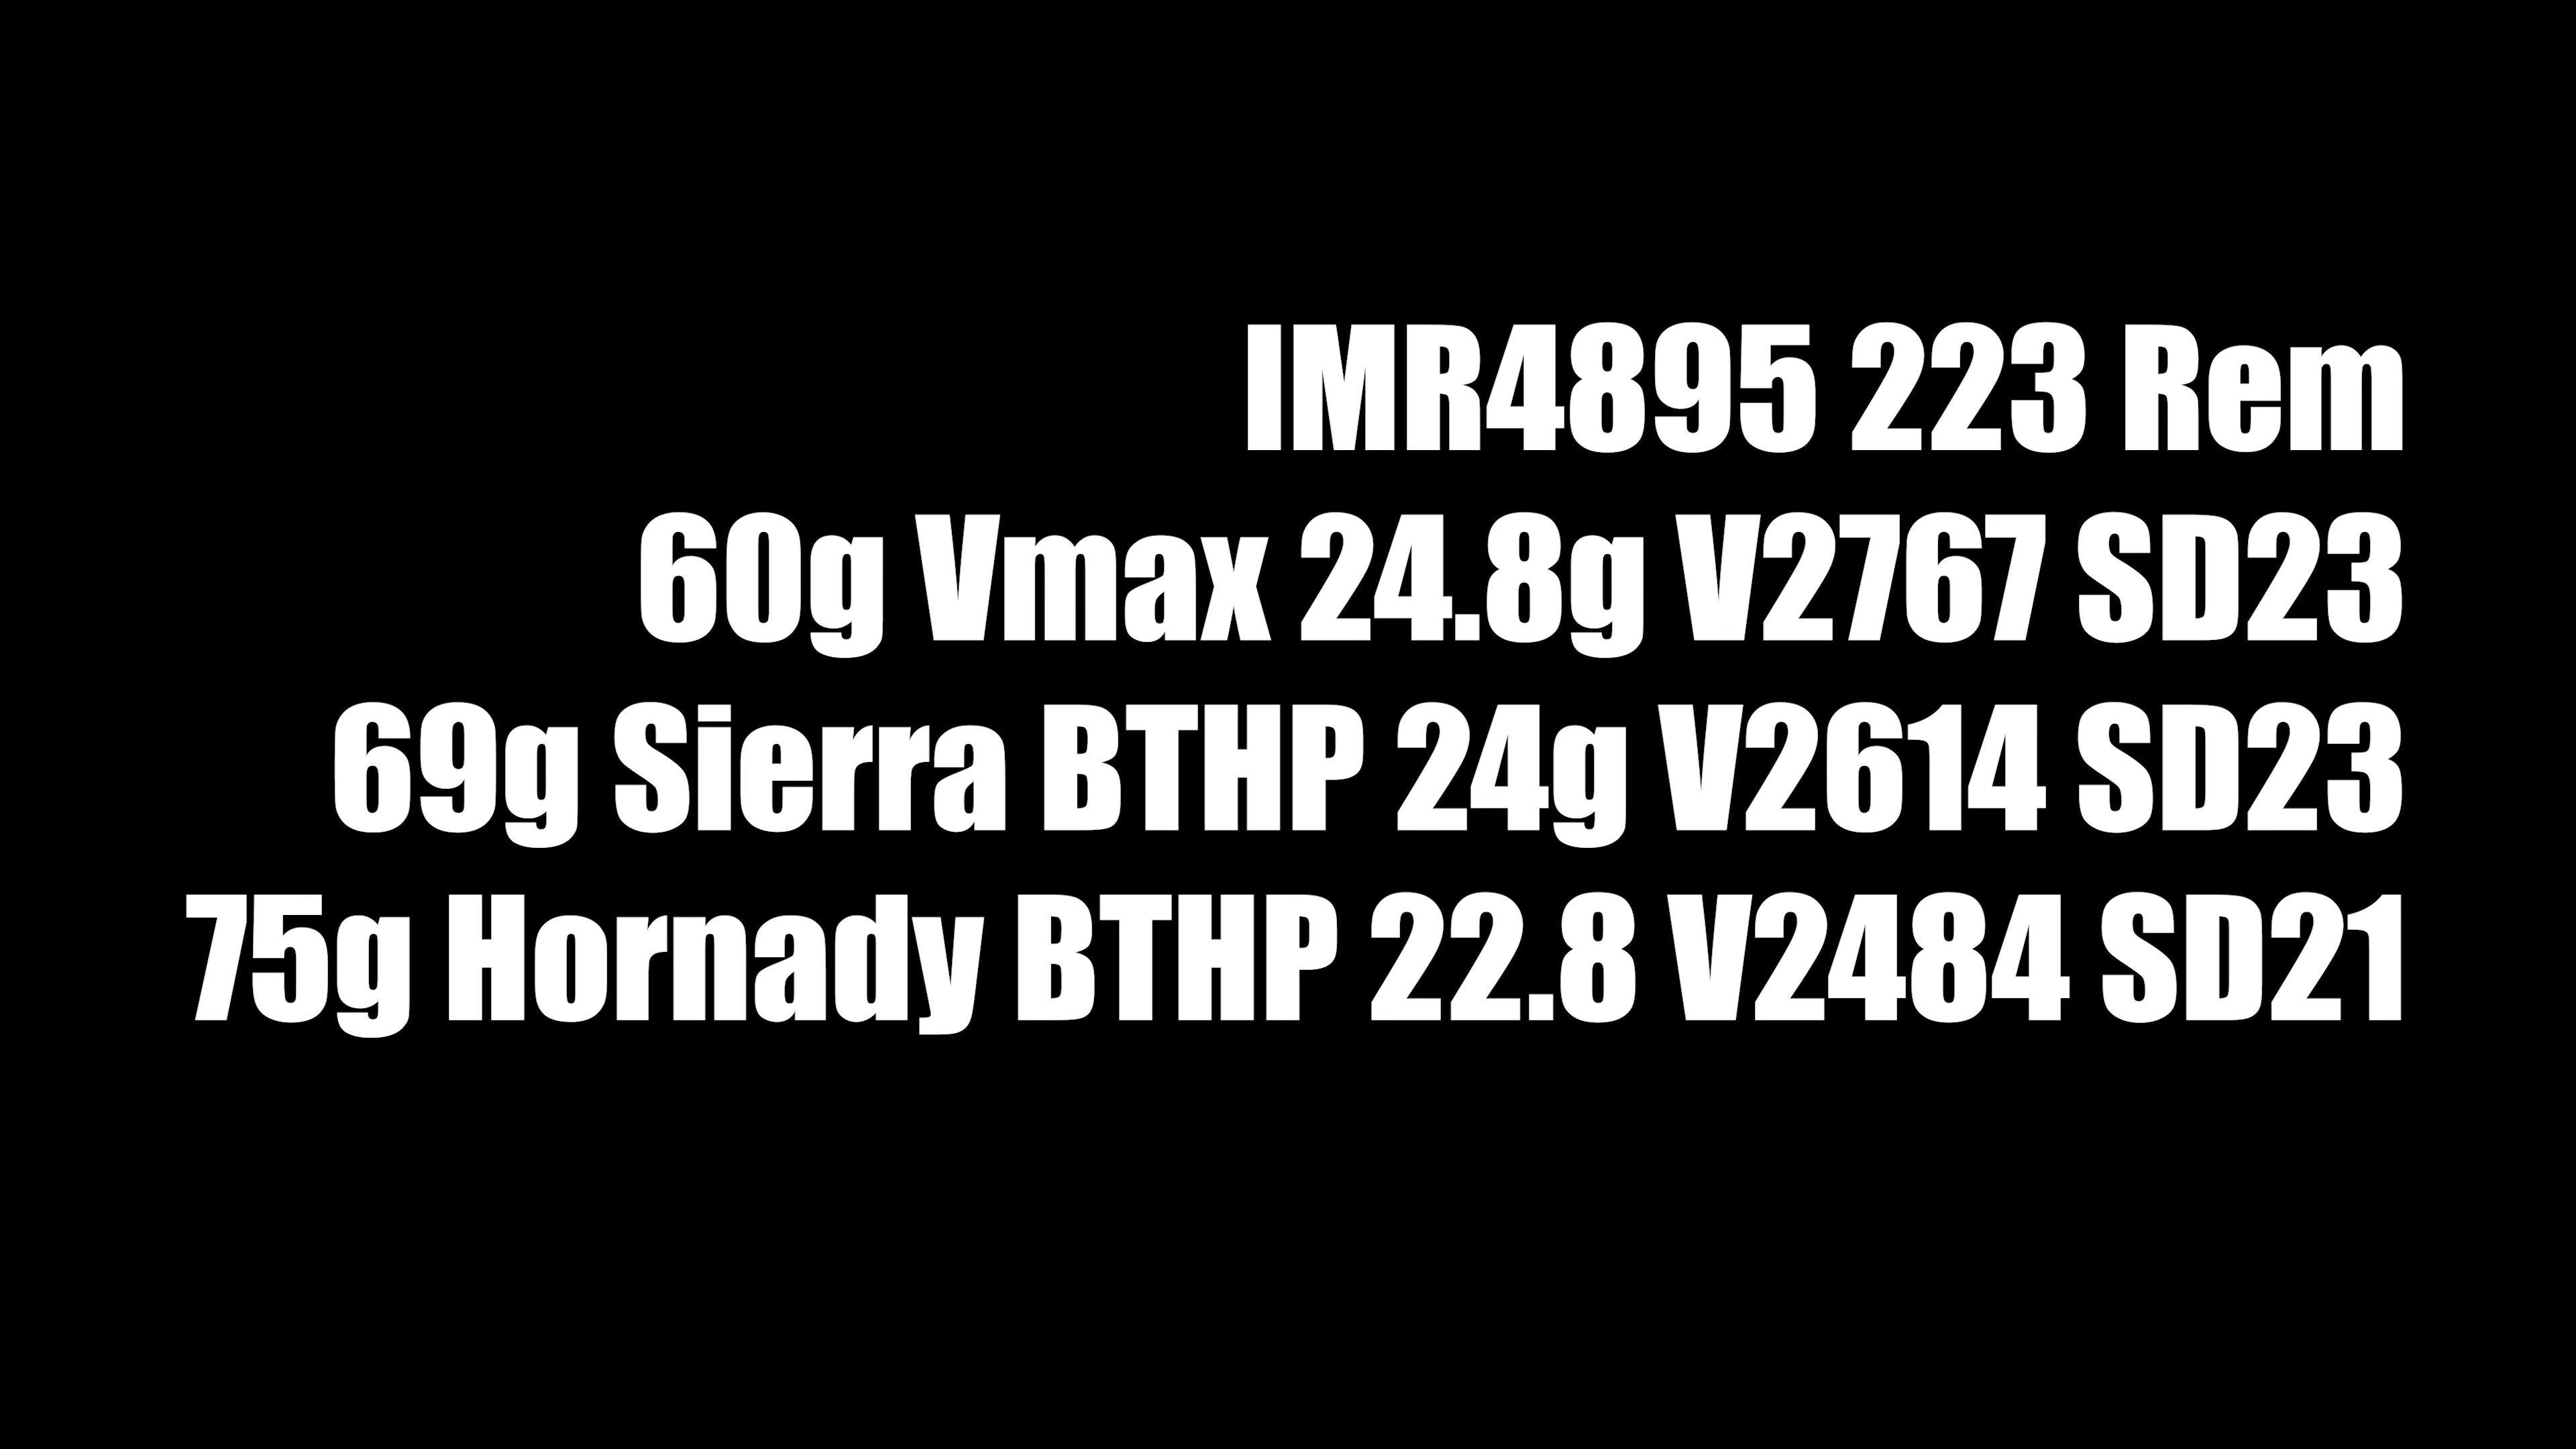 IMR4895 223 Rem
60g Vmax 24.8g V2767 SD23
69g Sierra BTHP 24g V2614 SD23
75g Hornady BTHP 22.8 V2484 SD21